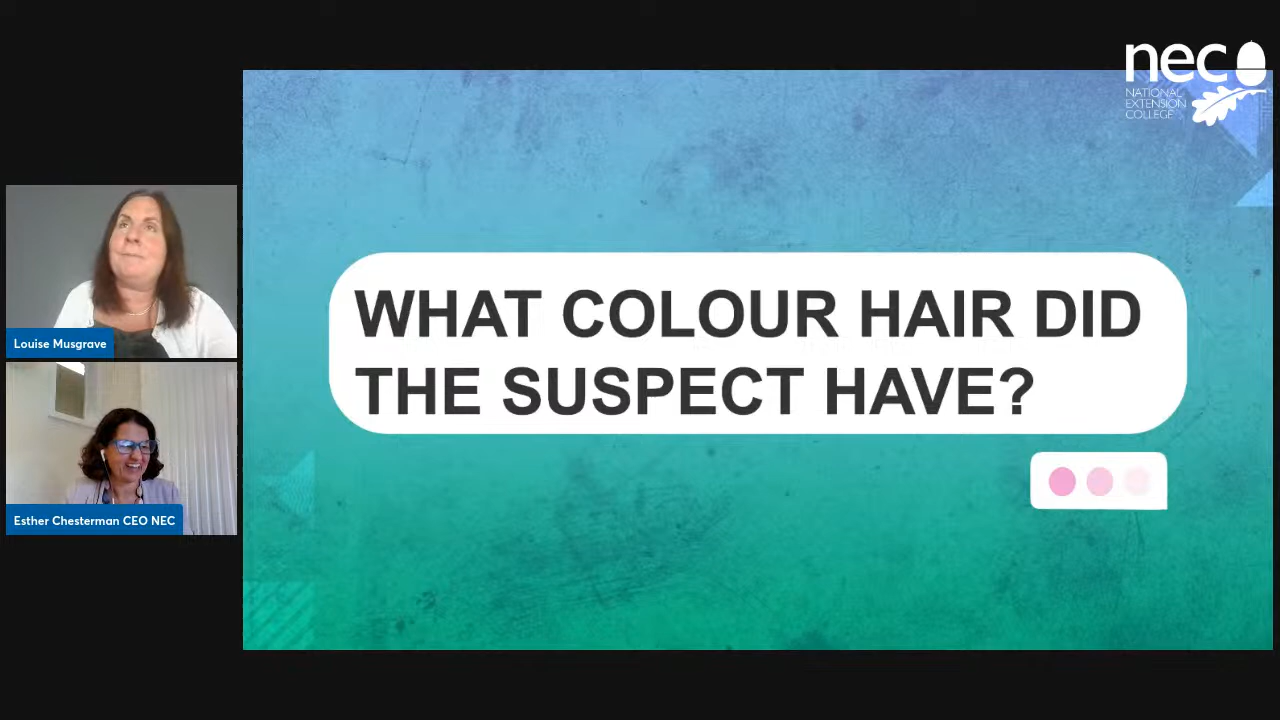 nec
NATIONAL
EXTENSION
COLLEGE
WHAT COLOUR HAIR DID
THE SUSPECT HAVE?
Louise Musgrave
Esther Chesterman CEO NEC